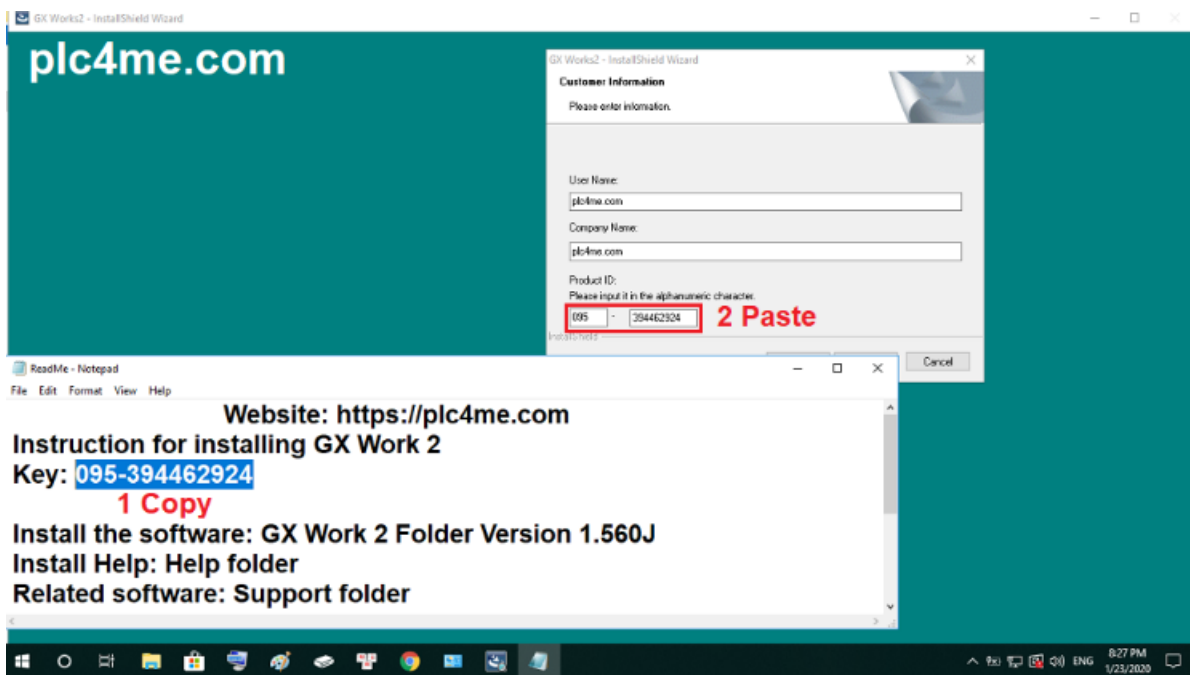 GX Works2 - InstallShield Wizard
plc4me.com
GX Works2 - InstallShield Wizard
Customer Information
Please enter information.
User Name:
plc4me.com
Company Name:
plc4me.com
Product ID:
Please input it in the alphanumeric character.
095 - 394462924 2 Paste
InstallShield
Cancel
ReadMe - Notepad
File Edit Format View Help
Website: https://plc4me.com
Instruction for installing GX Work 2
Key: 095-394462924
1 Copy
Install the software: GX Work 2 Folder Version 1.560J
Install Help: Help folder
Related software: Support folder
ENG
8:27 PM
1/23/2020